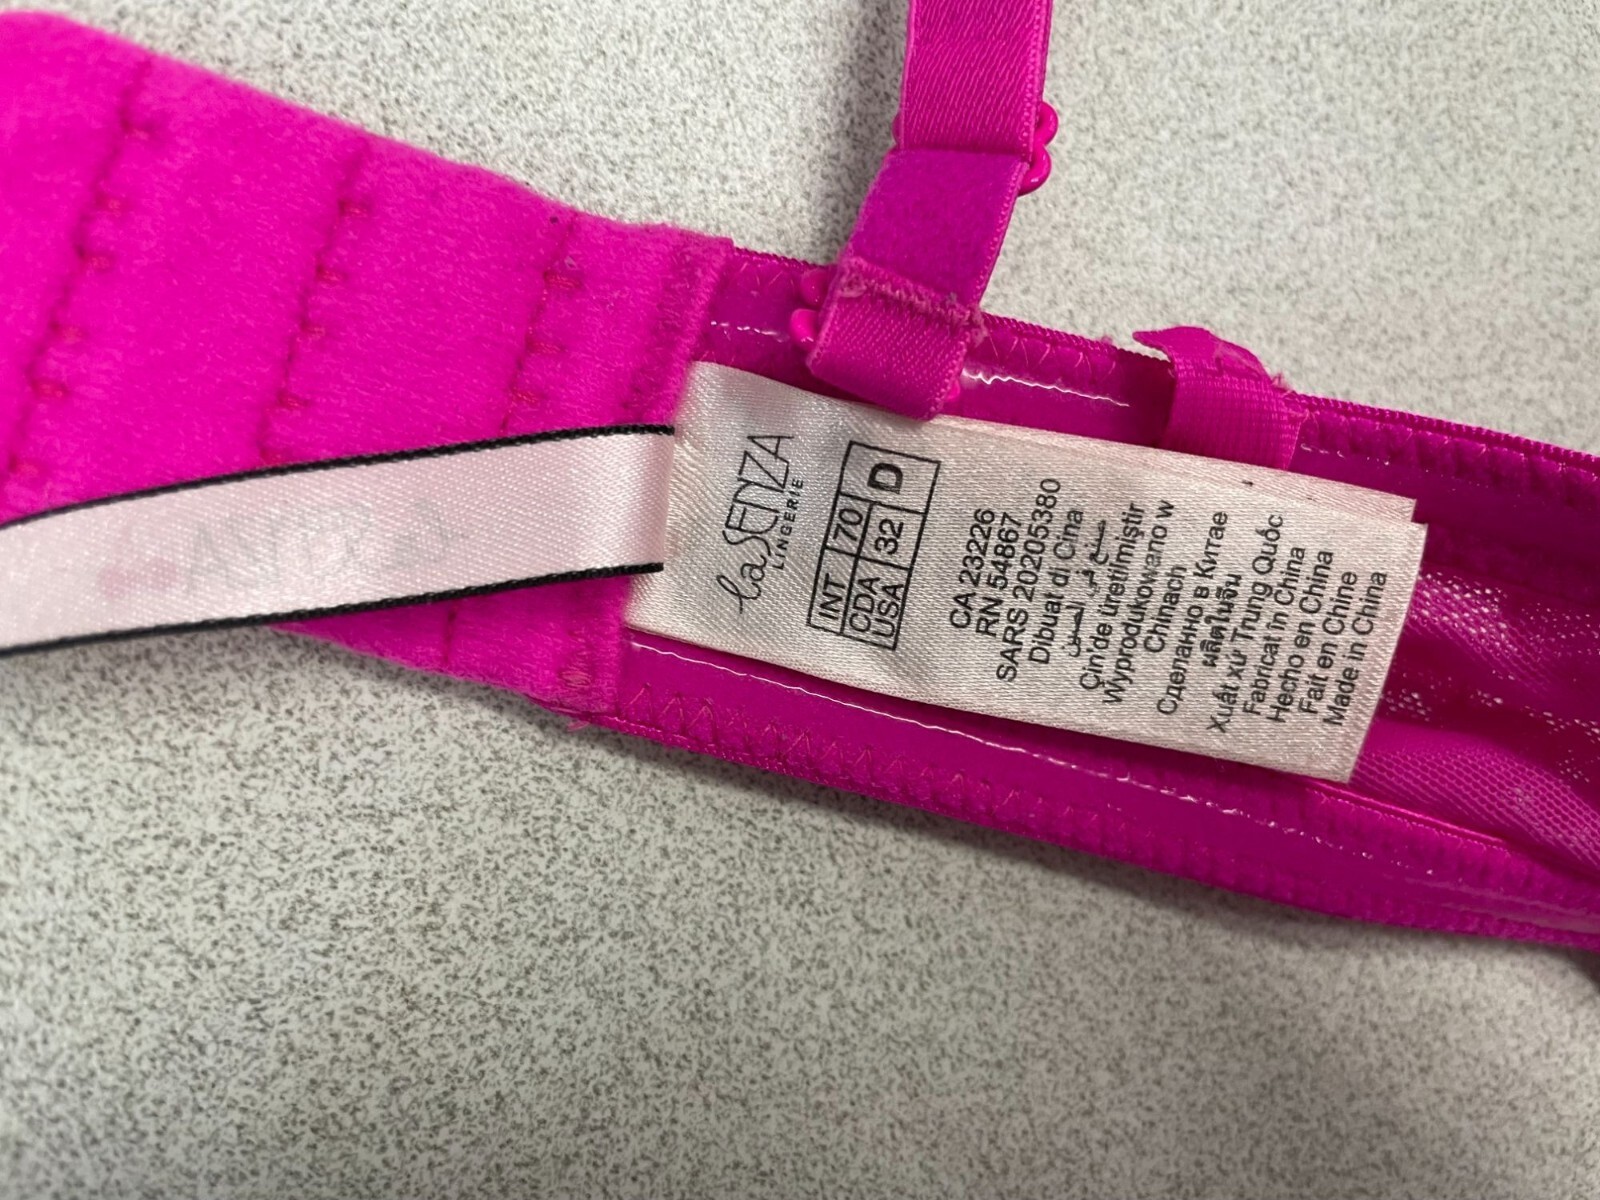 la SENZA
LINGERIE
INT 70 D
CDA USA 32
CA 23226
RN 54867
SARS 202205380
Dibuat di Cina
صنع في الصين
Çin'de üretilmiştir
Wyprodukowano w
Chinach
Сделанно в Китае
ผลิตในจีน
Xuất xứ Trung Quốc
Fabricat in China
Hecho en China
Fait en Chine
Made in China